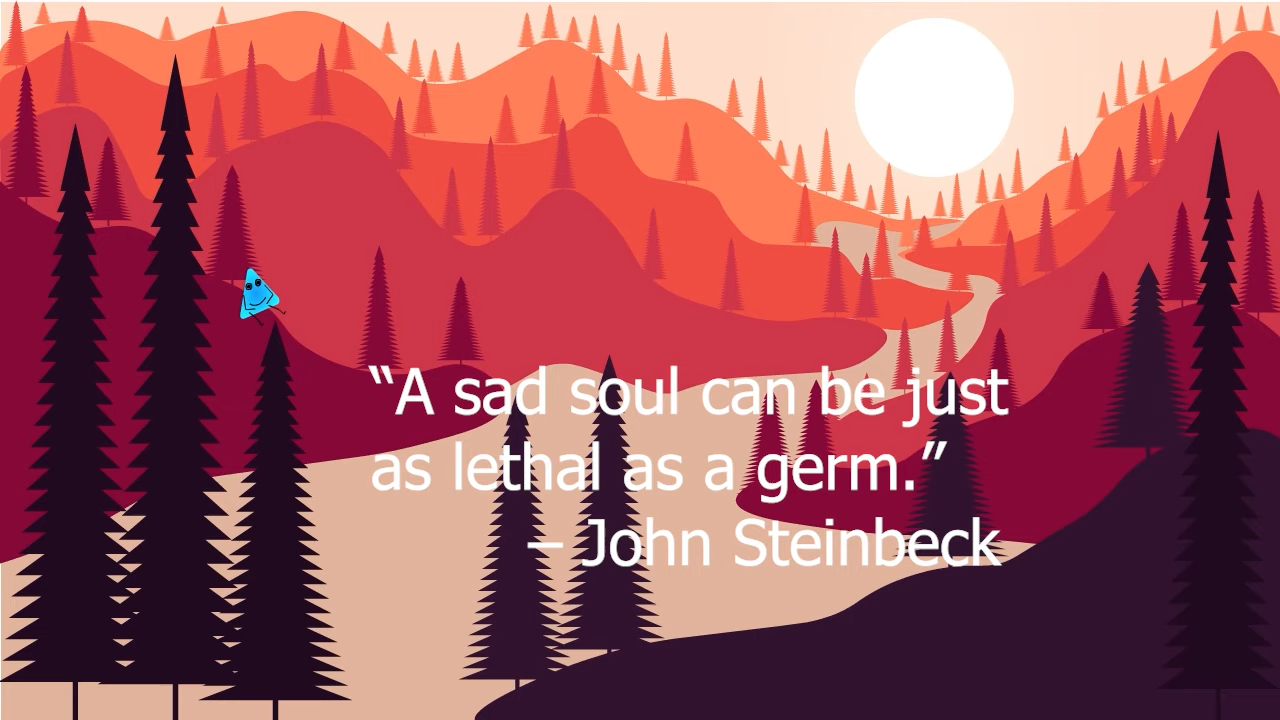 “A sad soul can be just
as lethal as a germ.”
– John Steinbeck